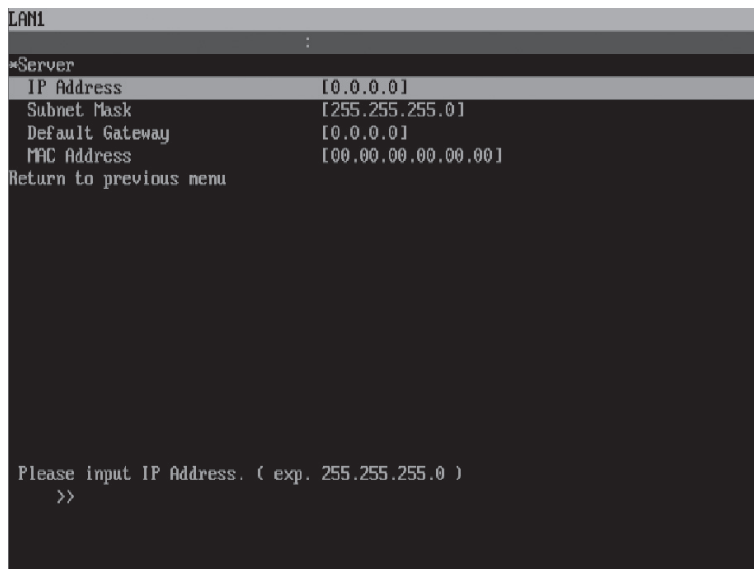 LAN1
:
*Server
IP Address [0.0.0.0]
Subnet Mask [255.255.255.0]
Default Gateway [0.0.0.0]
MAC Address [00.00.00.00.00.00]
Return to previous menu
Please input IP Address. ( exp. 255.255.255.0 )
>>